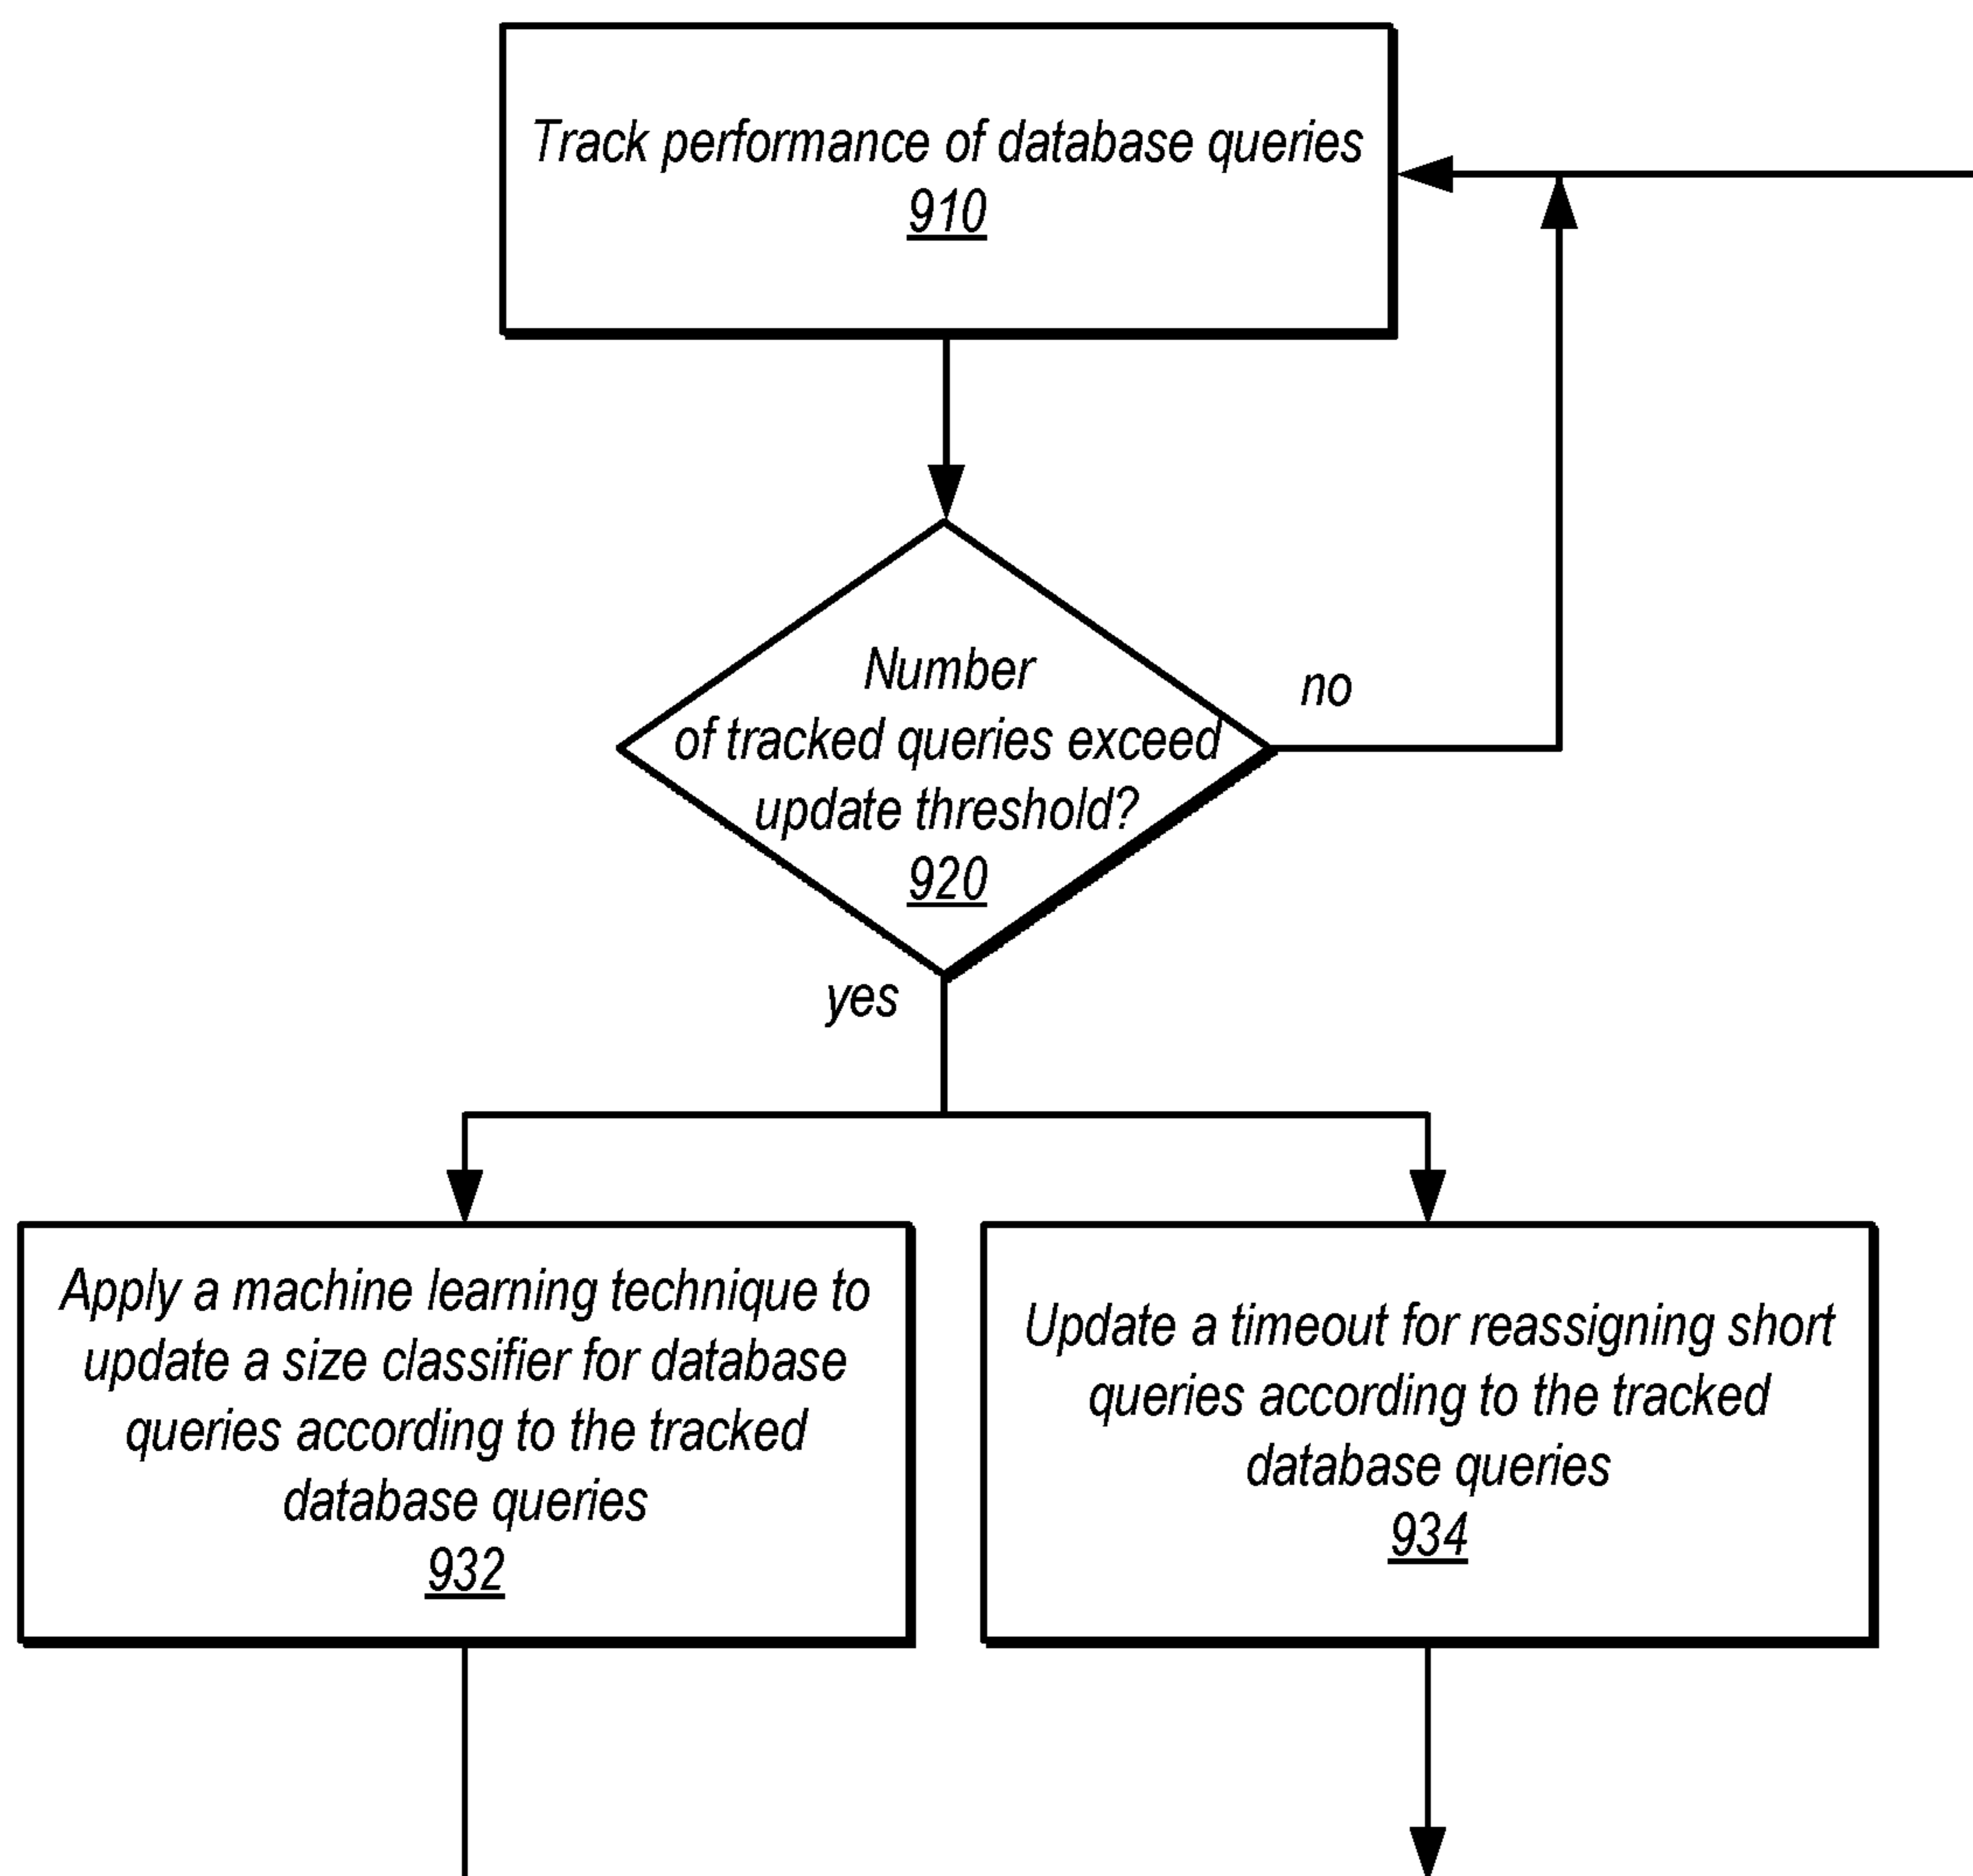 Track performance of database queries
910
Number
of tracked queries exceed
update threshold?
920
no
yes
Apply a machine learning technique to
update a size classifier for database
queries according to the tracked
database queries
932
Update a timeout for reassigning short
queries according to the tracked
database queries
934